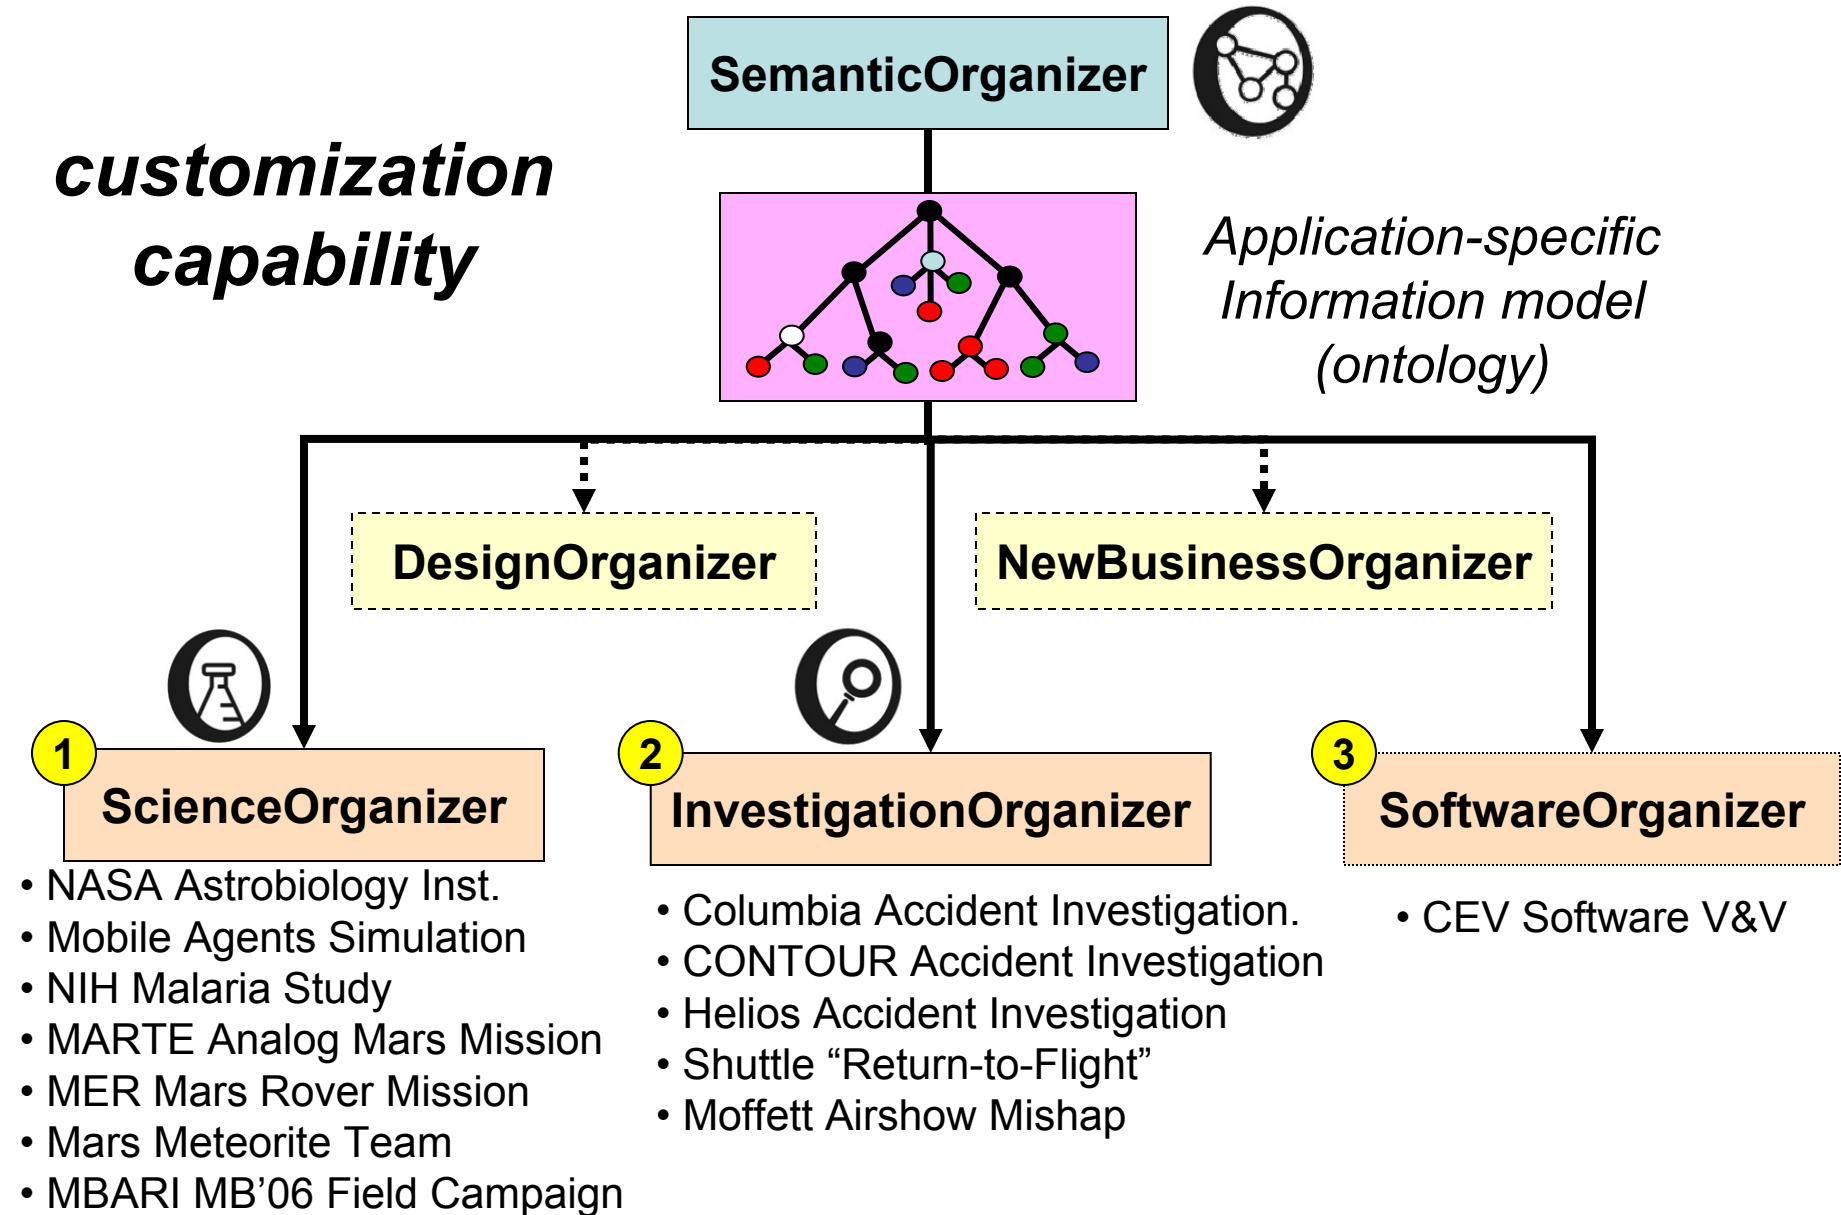 SemanticOrganizer
customization
capability
Application-specific
Information model
(ontology)
DesignOrganizer
NewBusinessOrganizer
1
ScienceOrganizer
• NASA Astrobiology Inst.
• Mobile Agents Simulation
• NIH Malaria Study
• MARTE Analog Mars Mission
• MER Mars Rover Mission
• Mars Meteorite Team
• MBARI MB’06 Field Campaign
2
InvestigationOrganizer
• Columbia Accident Investigation.
• CONTOUR Accident Investigation
• Helios Accident Investigation
• Shuttle “Return-to-Flight”
• Moffett Airshow Mishap
3
SoftwareOrganizer
• CEV Software V&V